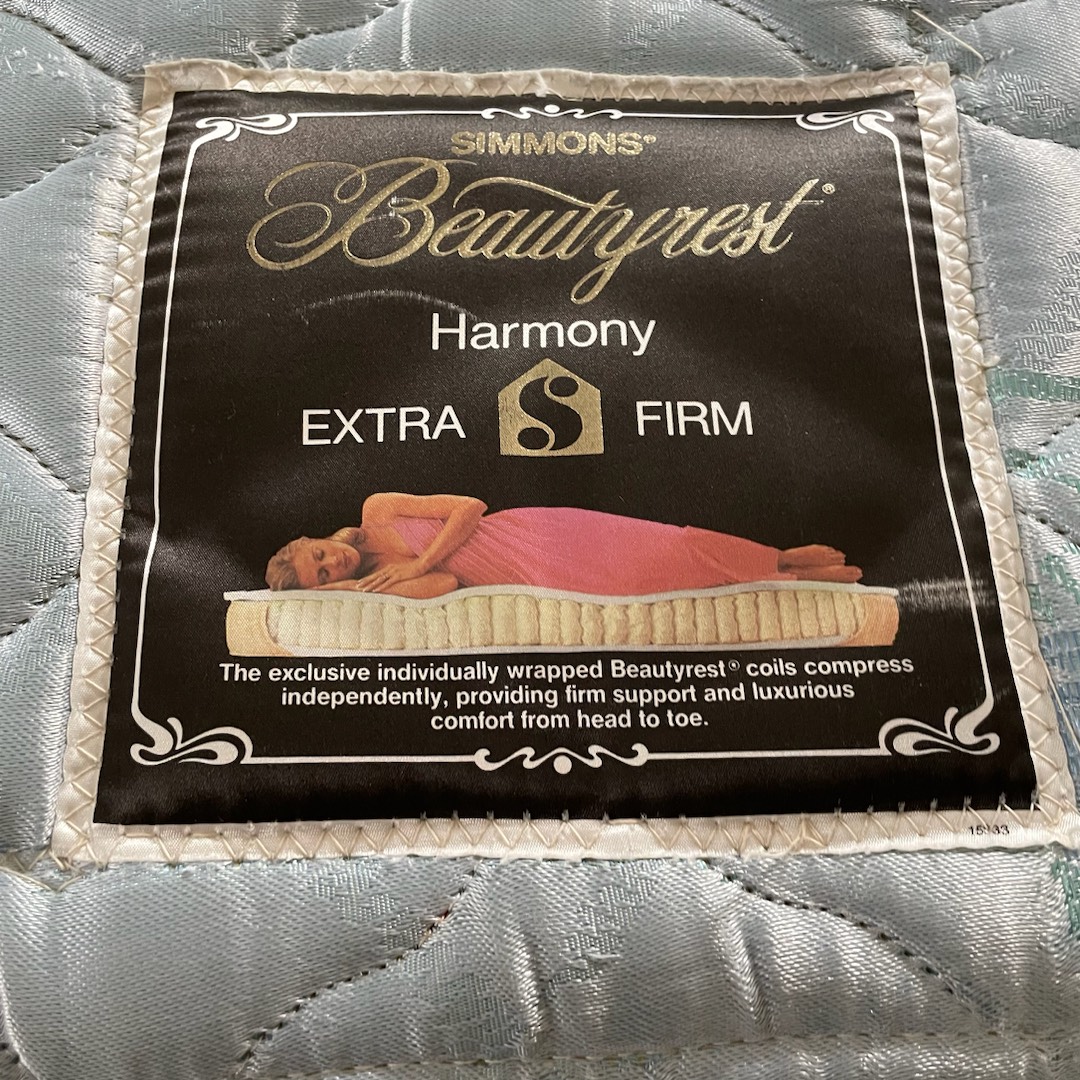 SIMMONS®
Beautyrest®
Harmony
EXTRA S FIRM
The exclusive individually wrapped Beautyrest® coils compress
independently, providing firm support and luxurious
comfort from head to toe.